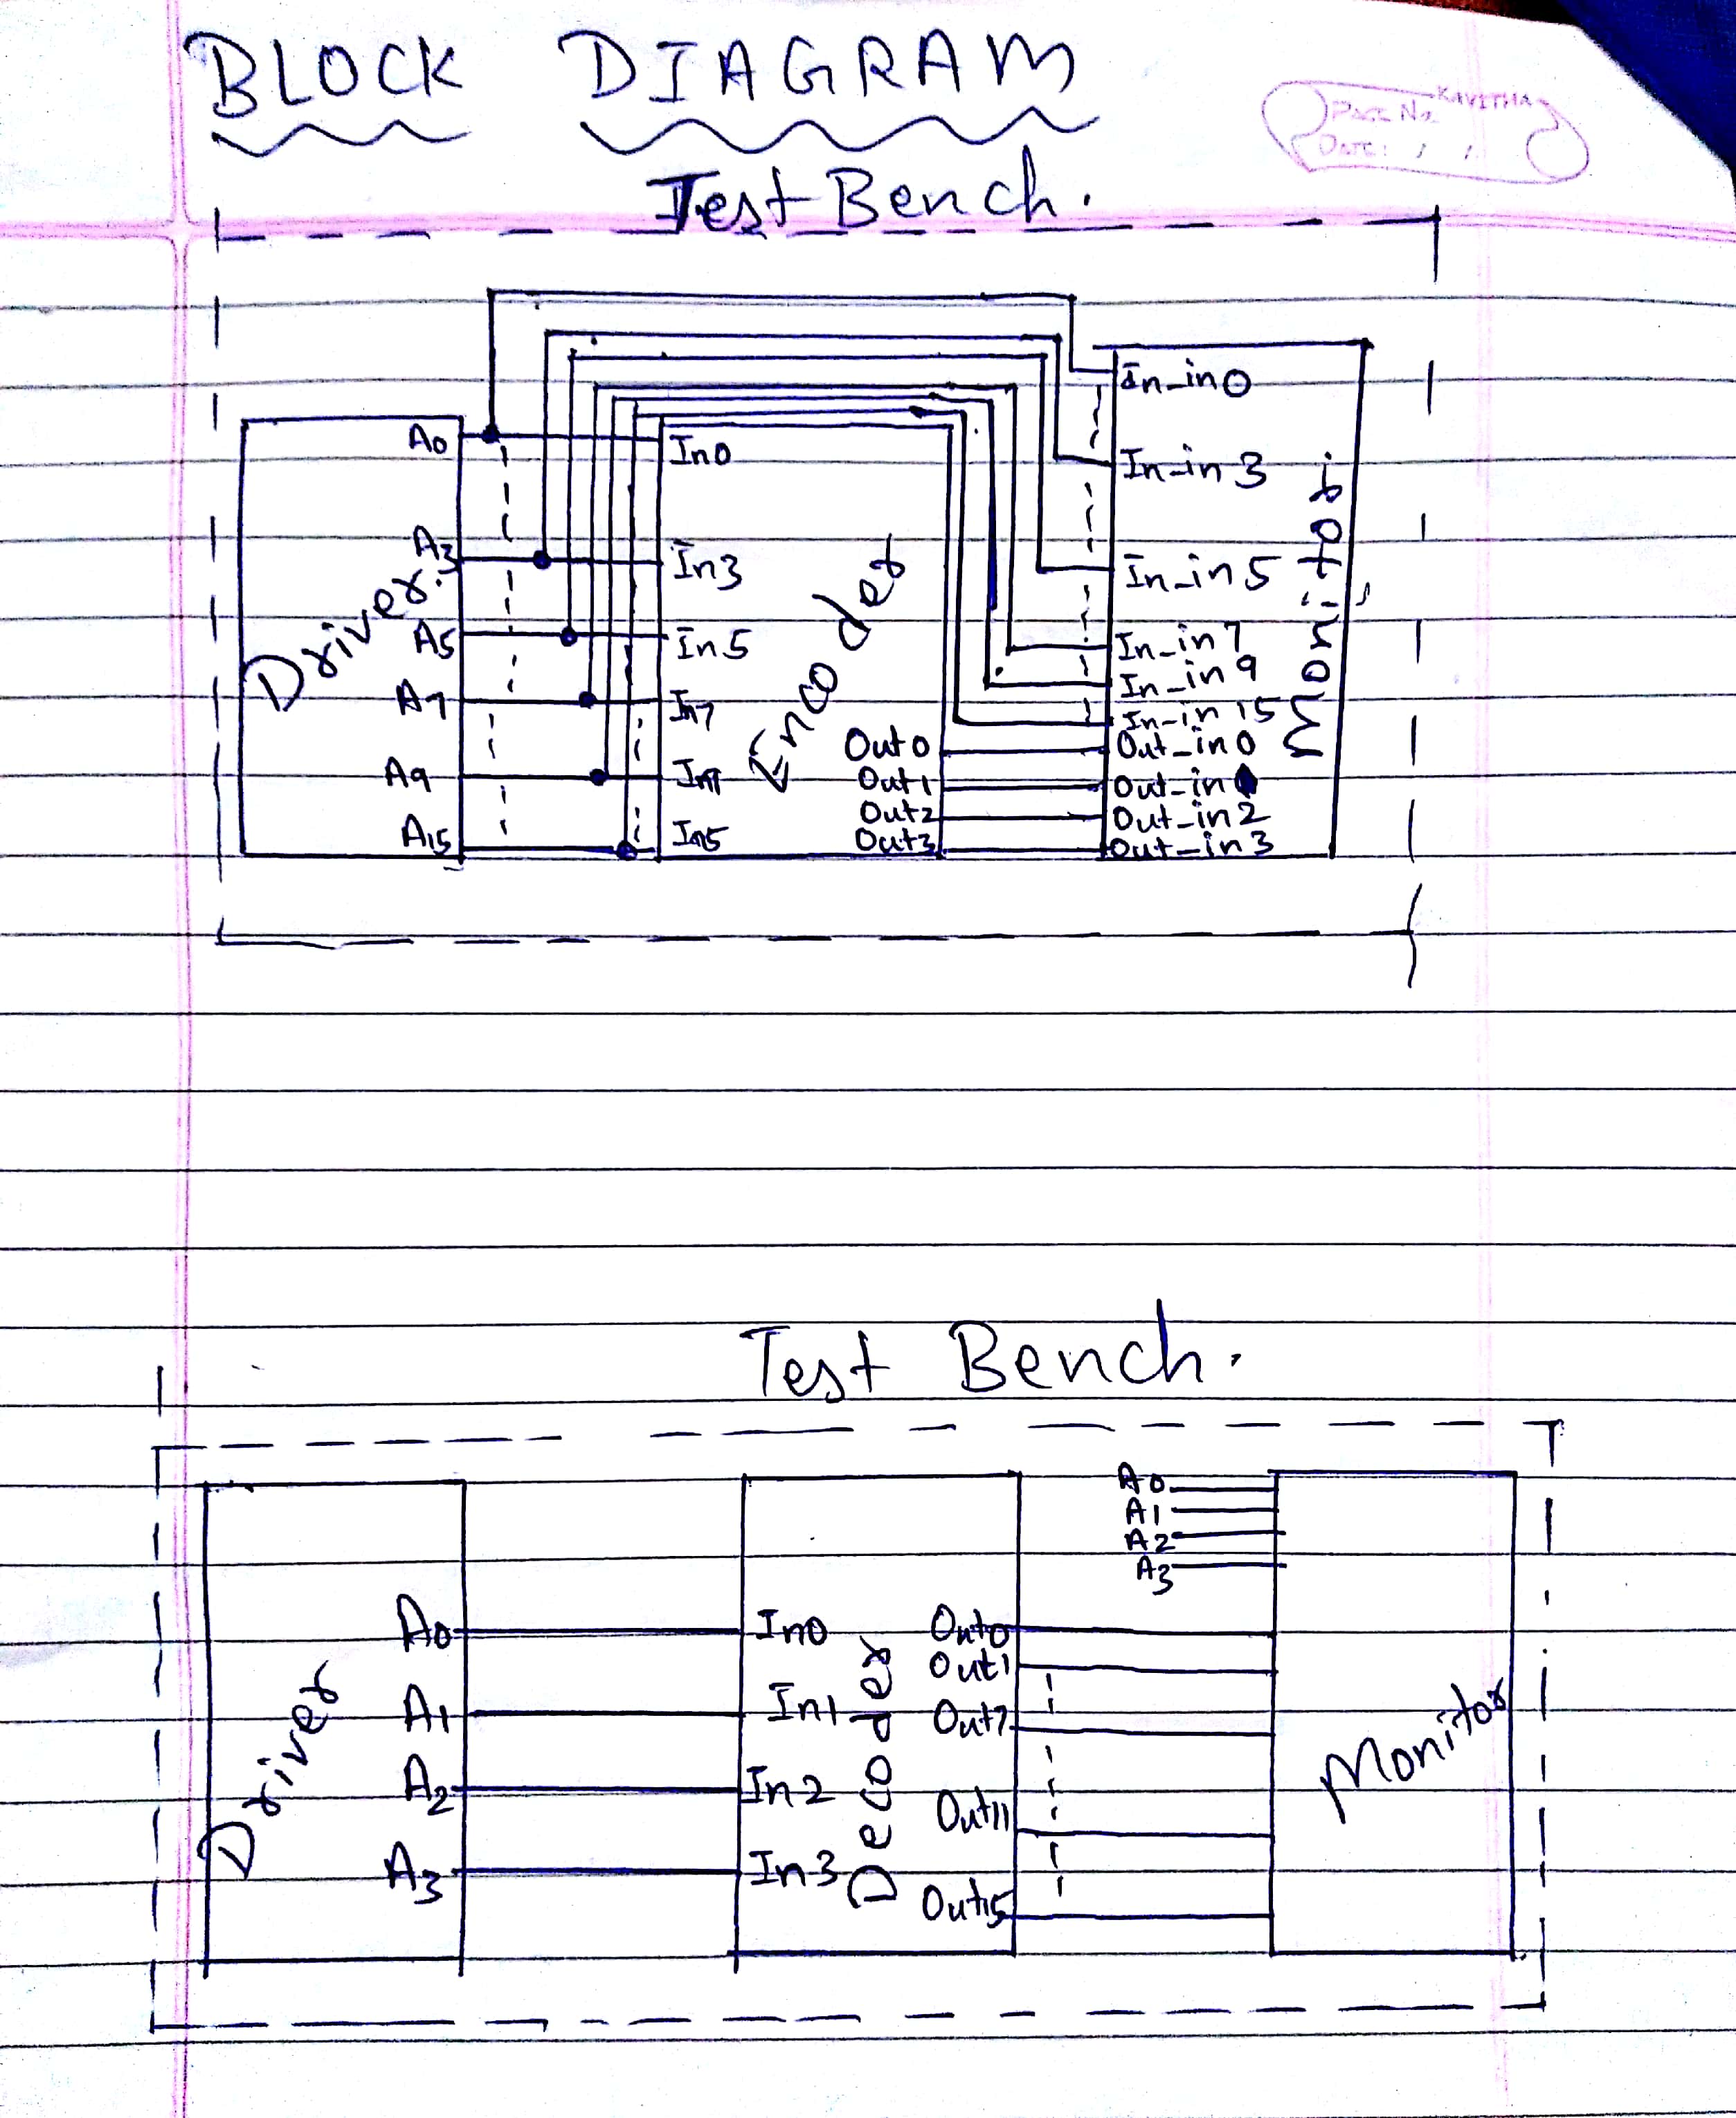 BLOCK DIAGRAM
KAVITHA
PAGE No.
DATE: / /
Test Bench.
Driver.
A0
A3
A5
A7
A9
A15
Encoder
In0
In3
In5
In7
In9
In15
Out0
Out1
Out2
Out3
Monitor
In_in0
In_in3
In_in5
In_in7
In_in9
In_in15
Out_in0
Out_in
Out_in2
Out_in3
Test Bench.
Driver
A0
A1
A2
A3
Decoder
In0
In1
In2
In3
Out0
Out1
Out7
Out11
Out15
A0
A1
A2
A3
Monitor